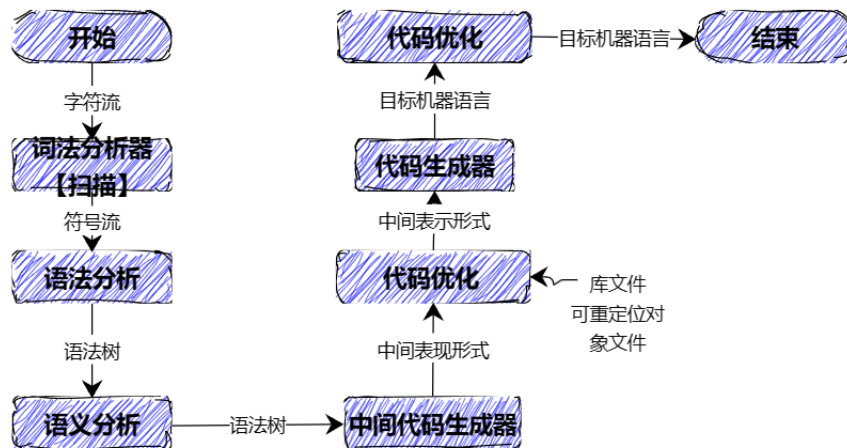 开始
字符流
词法分析器
【扫描】
符号流
语法分析
语法树
语义分析
语法树
中间代码生成器
中间表现形式
代码优化
库文件
可重定位对
象文件
中间表示形式
代码生成器
目标机器语言
代码优化
目标机器语言
结束